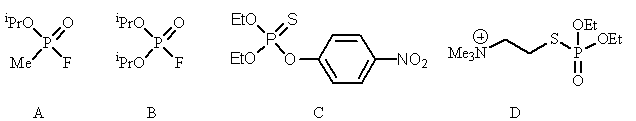 ⁱPrO O
P
Me F
A
ⁱPrO O
P
ⁱPrO F
B
EtO S
P
EtO O
NO₂
C
+
Me₃N S OEt
P OEt
O
D